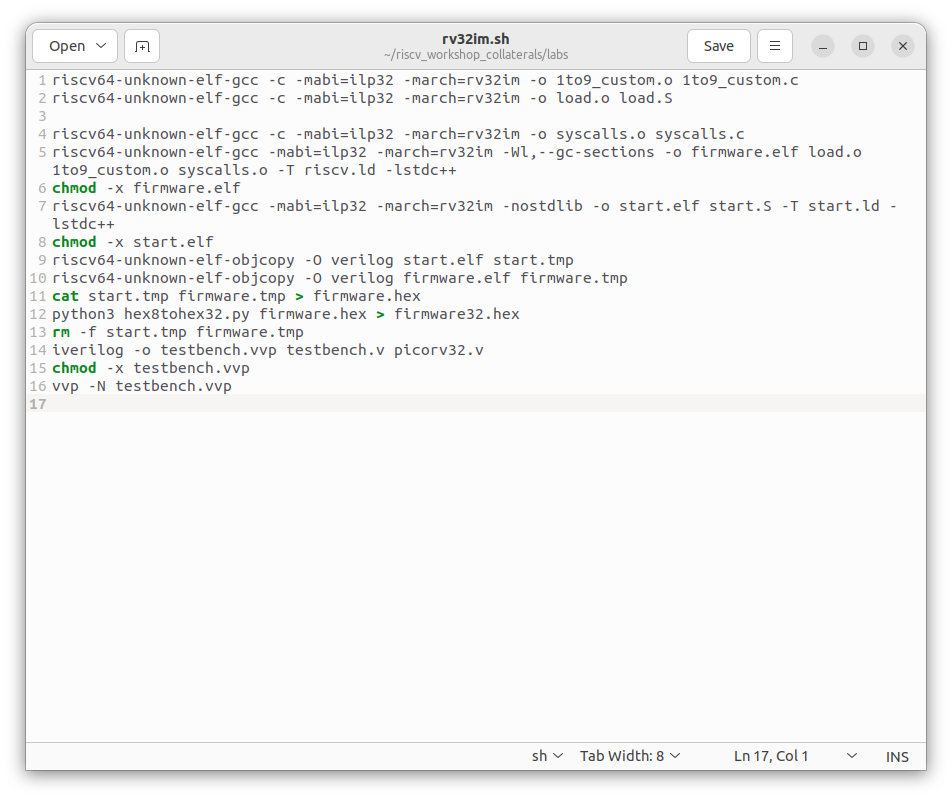 Open
rv32im.sh
~/riscv_workshop_collaterals/labs
Save
1 riscv64-unknown-elf-gcc -c -mabi=ilp32 -march=rv32im -o 1to9_custom.o 1to9_custom.c
2 riscv64-unknown-elf-gcc -c -mabi=ilp32 -march=rv32im -o load.o load.S
3
4 riscv64-unknown-elf-gcc -c -mabi=ilp32 -march=rv32im -o syscalls.o syscalls.c
5 riscv64-unknown-elf-gcc -mabi=ilp32 -march=rv32im -Wl,--gc-sections -o firmware.elf load.o
1to9_custom.o syscalls.o -T riscv.ld -lstdc++
6 chmod -x firmware.elf
7 riscv64-unknown-elf-gcc -mabi=ilp32 -march=rv32im -nostdlib -o start.elf start.S -T start.ld -
lstdc++
8 chmod -x start.elf
9 riscv64-unknown-elf-objcopy -O verilog start.elf start.tmp
10 riscv64-unknown-elf-objcopy -O verilog firmware.elf firmware.tmp
11 cat start.tmp firmware.tmp > firmware.hex
12 python3 hex8tohex32.py firmware.hex > firmware32.hex
13 rm -f start.tmp firmware.tmp
14 iverilog -o testbench.vvp testbench.v picorv32.v
15 chmod -x testbench.vvp
16 vvp -N testbench.vvp
17
sh Tab Width: 8 Ln 17, Col 1 INS